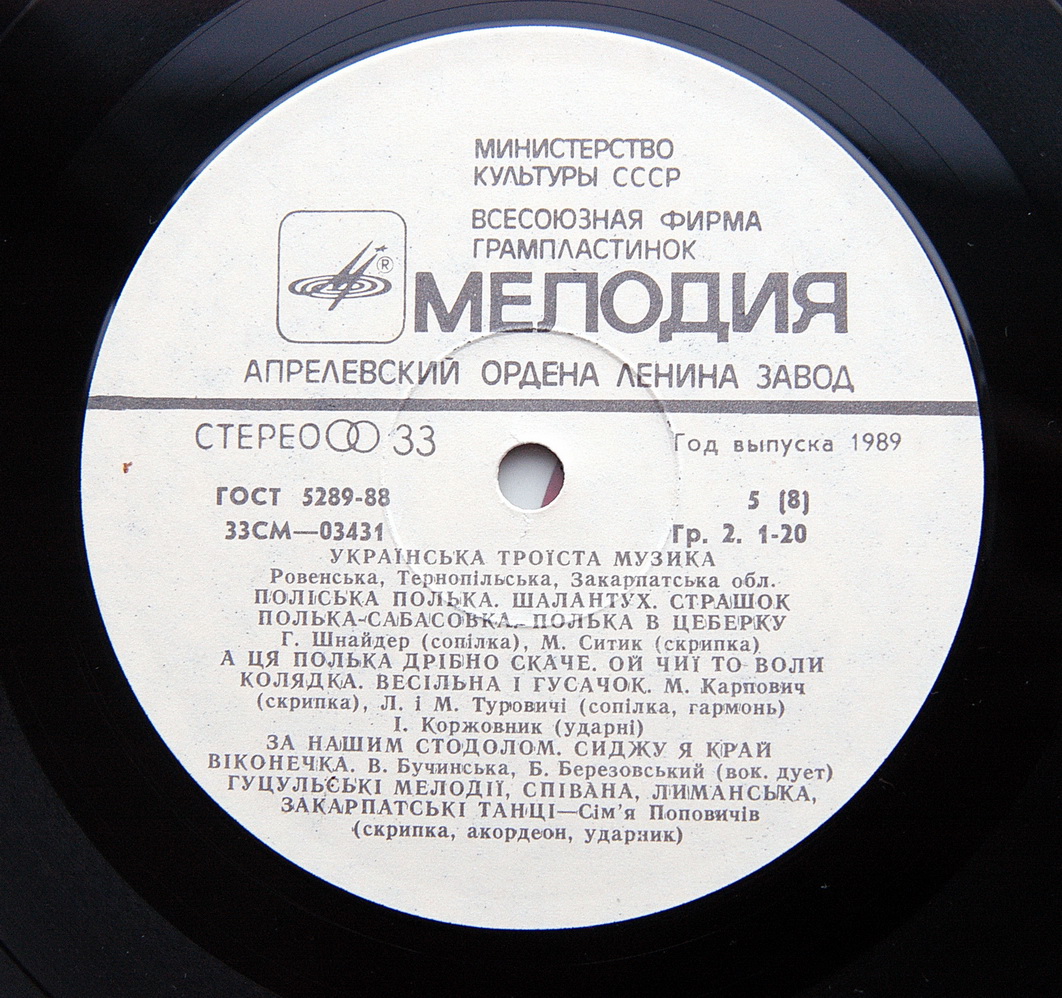 МИНИСТЕРСТВО
КУЛЬТУРЫ СССР
ВСЕСОЮЗНАЯ ФИРМА
ГРАМПЛАСТИНОК
®
МЕЛОДИЯ
АПРЕЛЕВСКИЙ ОРДЕНА ЛЕНИНА ЗАВОД
СТЕРЕО 33
Год выпуска 1989
ГОСТ 5289-88
5 (8)
33СМ—03431
Гр. 2. 1-20
УКРАЇНСЬКА ТРОЇСТА МУЗИКА
Ровенська, Тернопільська, Закарпатська обл.
ПОЛІСЬКА ПОЛЬКА. ШАЛАНТУХ. СТРАШОК
ПОЛЬКА-САБАСОВКА. ПОЛЬКА В ЦЕБЕРКУ
Г. Шнайдер (сопілка), М. Ситик (скрипка)
А ЦЯ ПОЛЬКА ДРІБНО СКАЧЕ. ОЙ ЧИЇ ТО ВОЛИ
КОЛЯДКА. ВЕСІЛЬНА І ГУСАЧОК. М. Карпович
(скрипка), Л. і М. Туровичі (сопілка, гармонь)
І. Коржовник (ударні)
ЗА НАШИМ СТОДОЛОМ. СИДЖУ Я КРАЙ
ВІКОНЕЧКА. В. Бучинська, Б. Березовський (вок. дует)
ГУЦУЛЬСЬКІ МЕЛОДІЇ, СПІВАНА, ЛИМАНСЬКА,
ЗАКАРПАТСЬКІ ТАНЦІ—Сім'я Поповичів
(скрипка, акордеон, ударник)